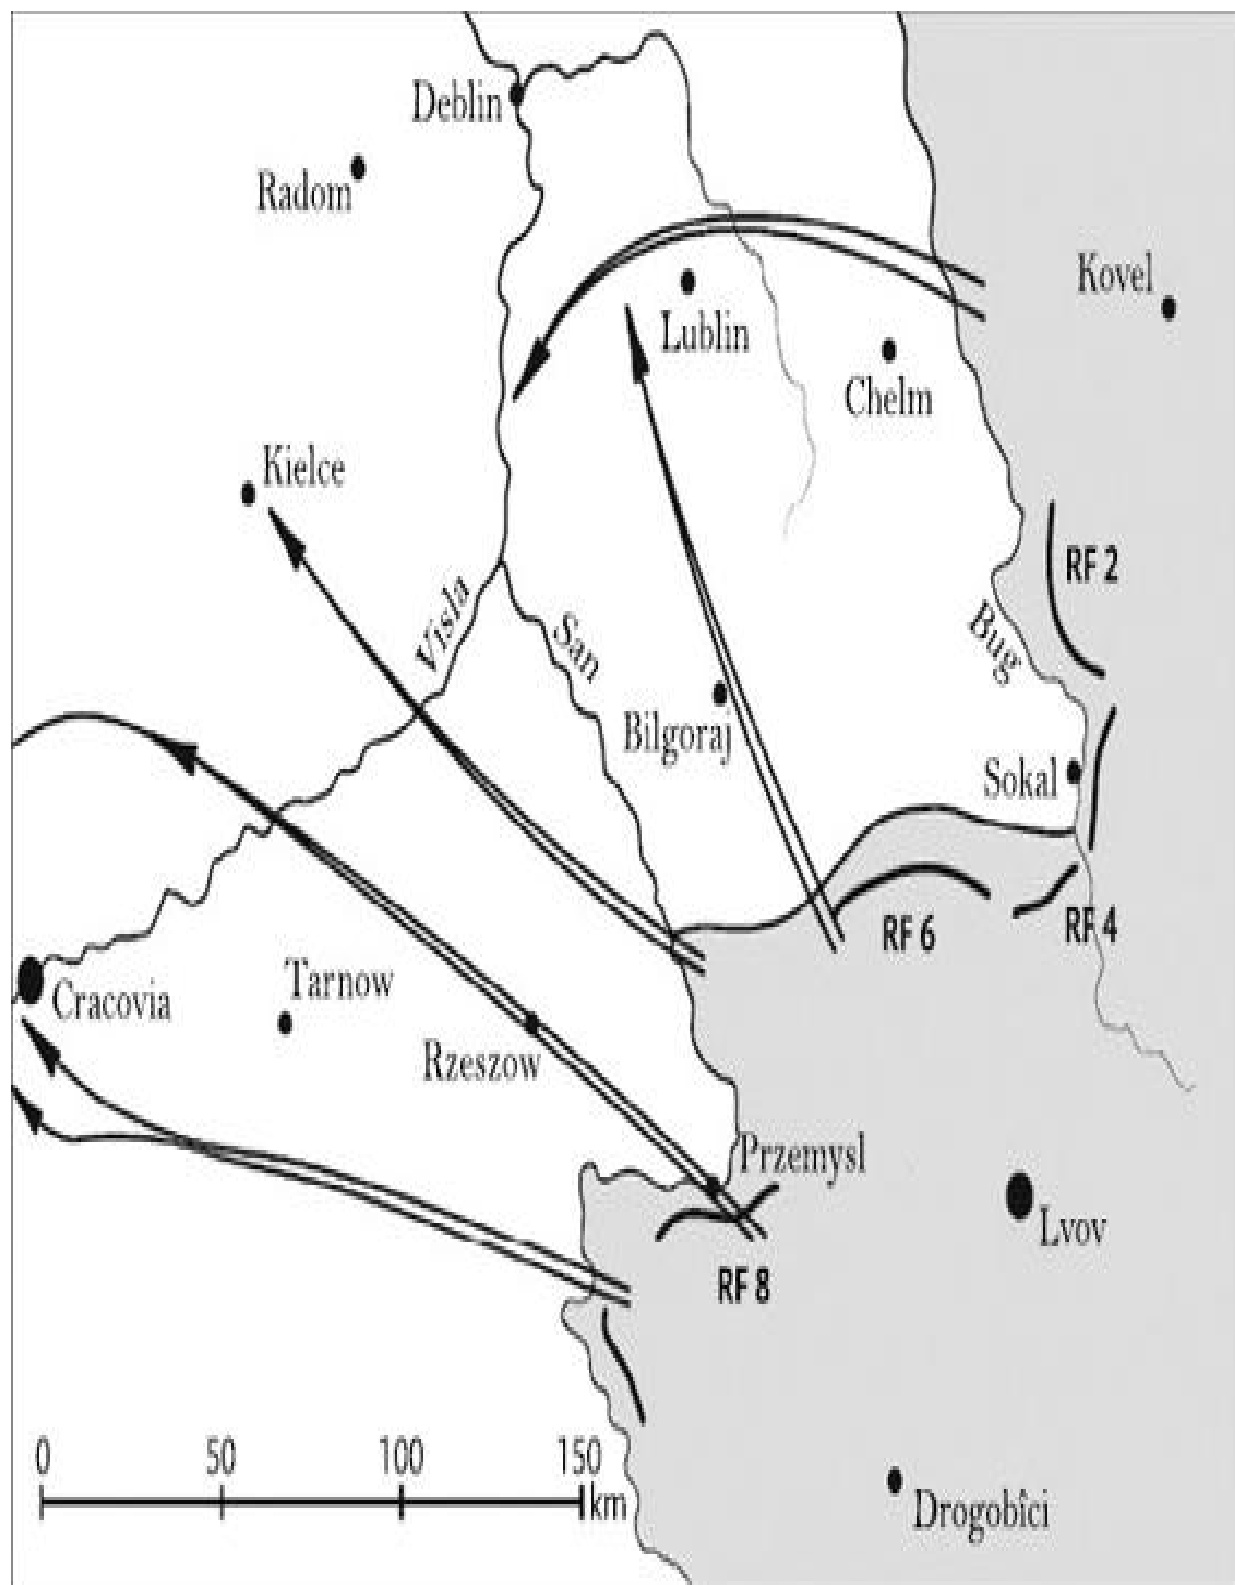 Deblin
Radom
Kovel
Lublin
Chelm
Kielce
RF 2
Visla
San
Bug
Bilgoraj
Sokal
RF 6
RF 4
Tarnow
Cracovia
Rzeszow
Przemysl
Lvov
RF 8
0 50 100 150
km
Drogobîci